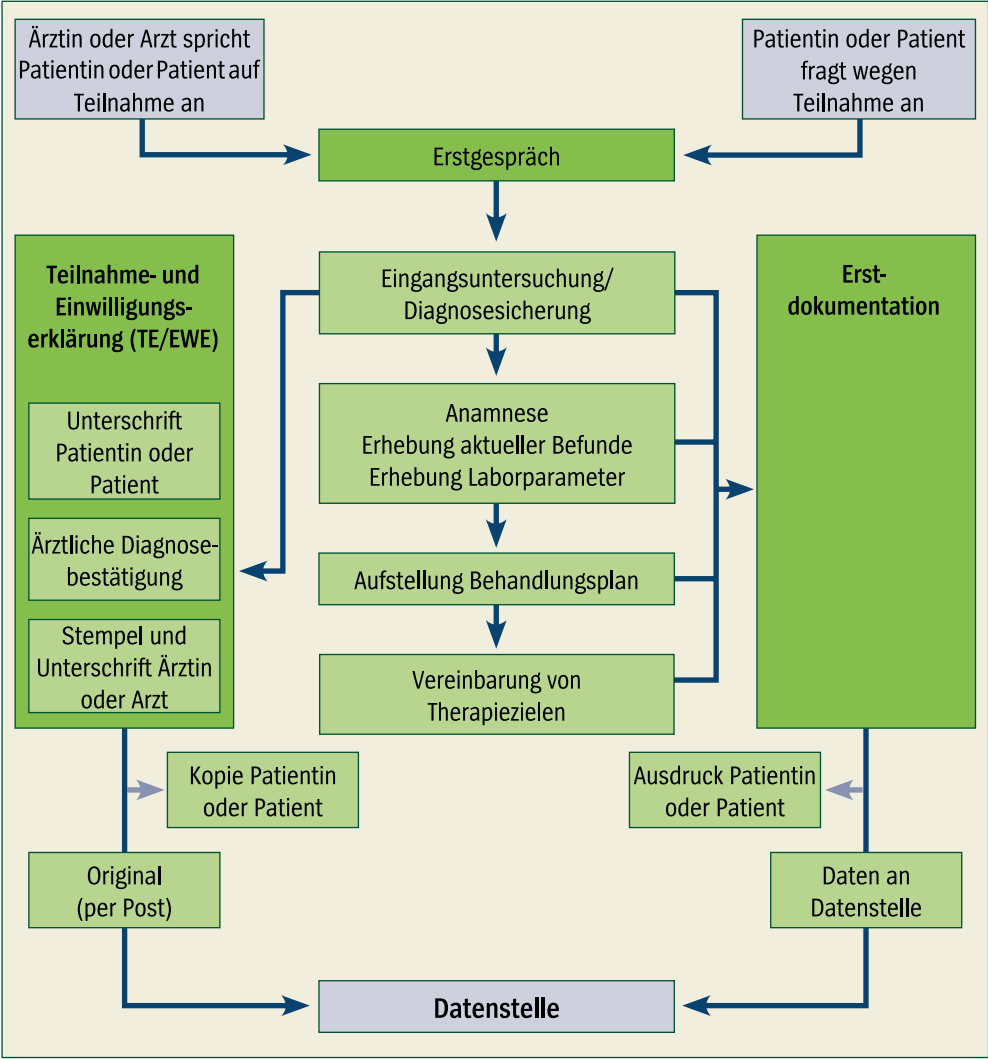 Ärztin oder Arzt spricht
Patientin oder Patient auf
Teilnahme an
Patientin oder Patient
fragt wegen
Teilnahme an
Erstgespräch
Teilnahme- und
Einwilligungs-
erklärung (TE/EWE)
Unterschrift
Patientin oder
Patient
Ärztliche Diagnose-
bestätigung
Stempel und
Unterschrift Ärztin
oder Arzt
Eingangsuntersuchung/
Diagnosesicherung
Anamnese
Erhebung aktueller Befunde
Erhebung Laborparameter
Aufstellung Behandlungsplan
Vereinbarung von
Therapiezielen
Erst-
dokumentation
Kopie Patientin
oder Patient
Ausdruck Patientin
oder Patient
Original
(per Post)
Daten an
Datenstelle
Datenstelle